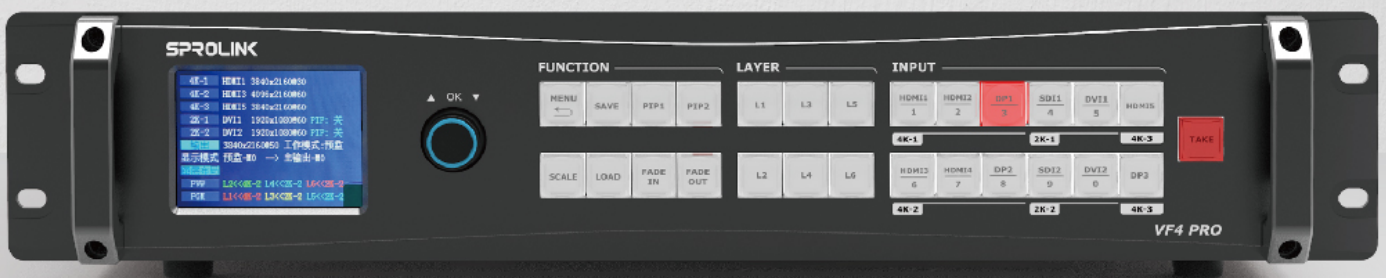 SPROLINK
4K-1 HDMI1 3840x2160@30
4K-2 HDMI3 4096x2160@60
4K-3 HDMI5 3840x2160@60
2K-1 DVI1 1920x1080@60 PIP: 关
2K-2 DVI2 1920x1080@60 PIP: 关
输出 3840x2160@50 工作模式:预监
显示模式 预监-M0 —> 主输出-M0
PVW L2<<4K-2 L4<<2K-2 L6<<2K-2
PGM L1<<4K-2 L3<<2K-2 L5<<2K-2
▲ OK ▼
FUNCTION
MENU SAVE PIP1 PIP2
SCALE LOAD FADE IN FADE OUT
LAYER
L1 L3 L5
L2 L4 L6
INPUT
HDMI1 1 HDMI2 2 DP1 3 SDI1 4 DVI1 5 HDMI5
4K-1 2K-1 4K-3
HDMI3 6 HDMI4 7 DP2 8 SDI2 9 DVI2 0 DP3
4K-2 2K-2 4K-3
TAKE
VF4 PRO